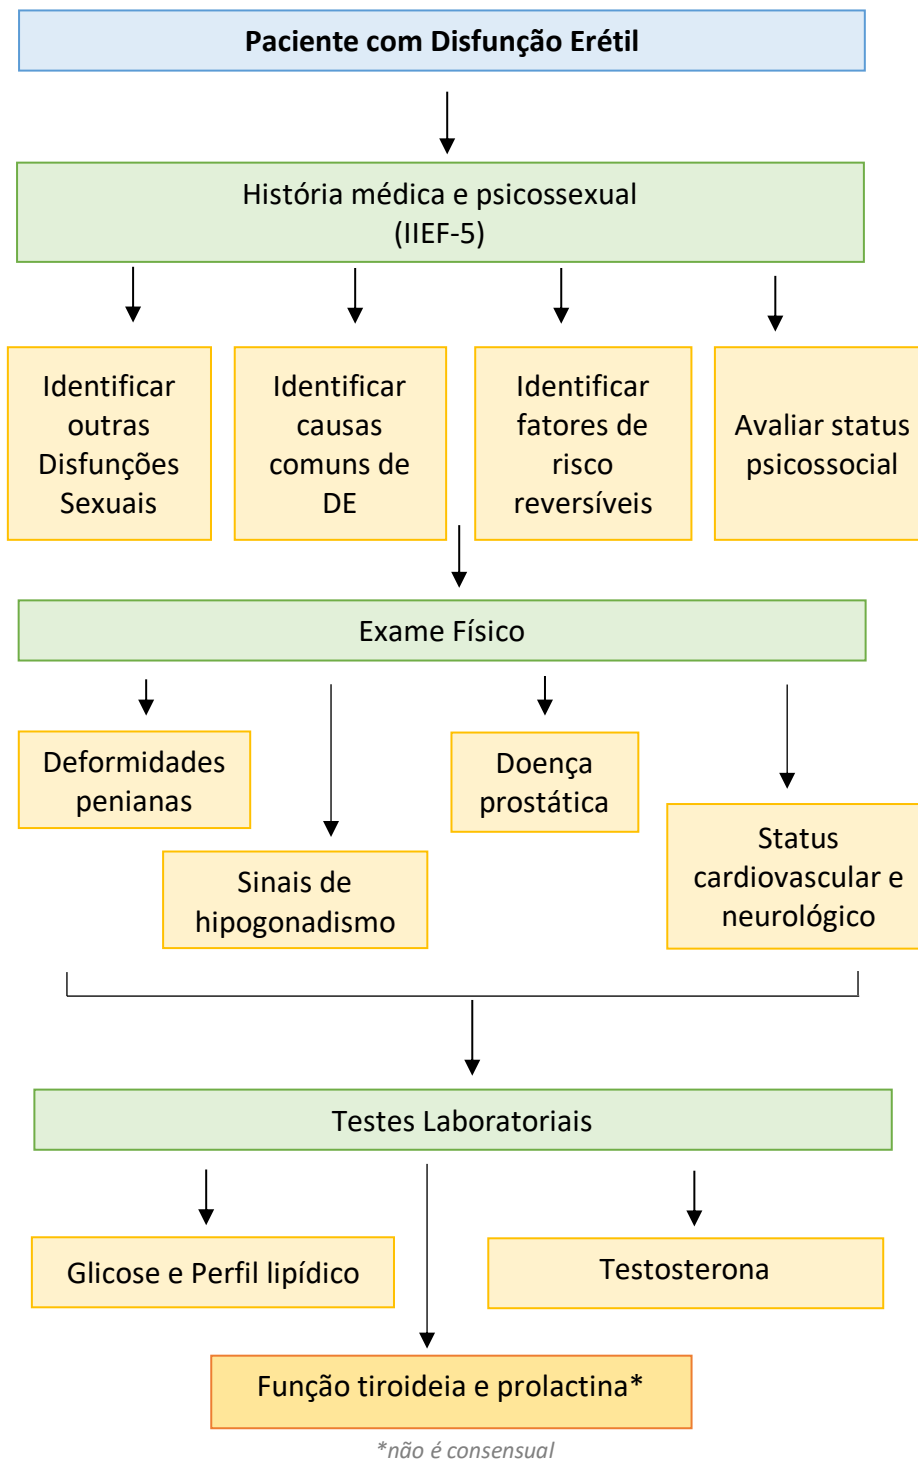 Paciente com Disfunção Erétil
História médica e psicossexual
(IIEF-5)
Identificar
outras
Disfunções
Sexuais
Identificar
causas
comuns de
DE
Identificar
fatores de
risco
reversíveis
Avaliar status
psicossocial
Exame Físico
Deformidades
penianas
Sinais de
hipogonadismo
Doença
prostática
Status
cardiovascular e
neurológico
Testes Laboratoriais
Glicose e Perfil lipídico
Testosterona
Função tiroideia e prolactina*
*não é consensual